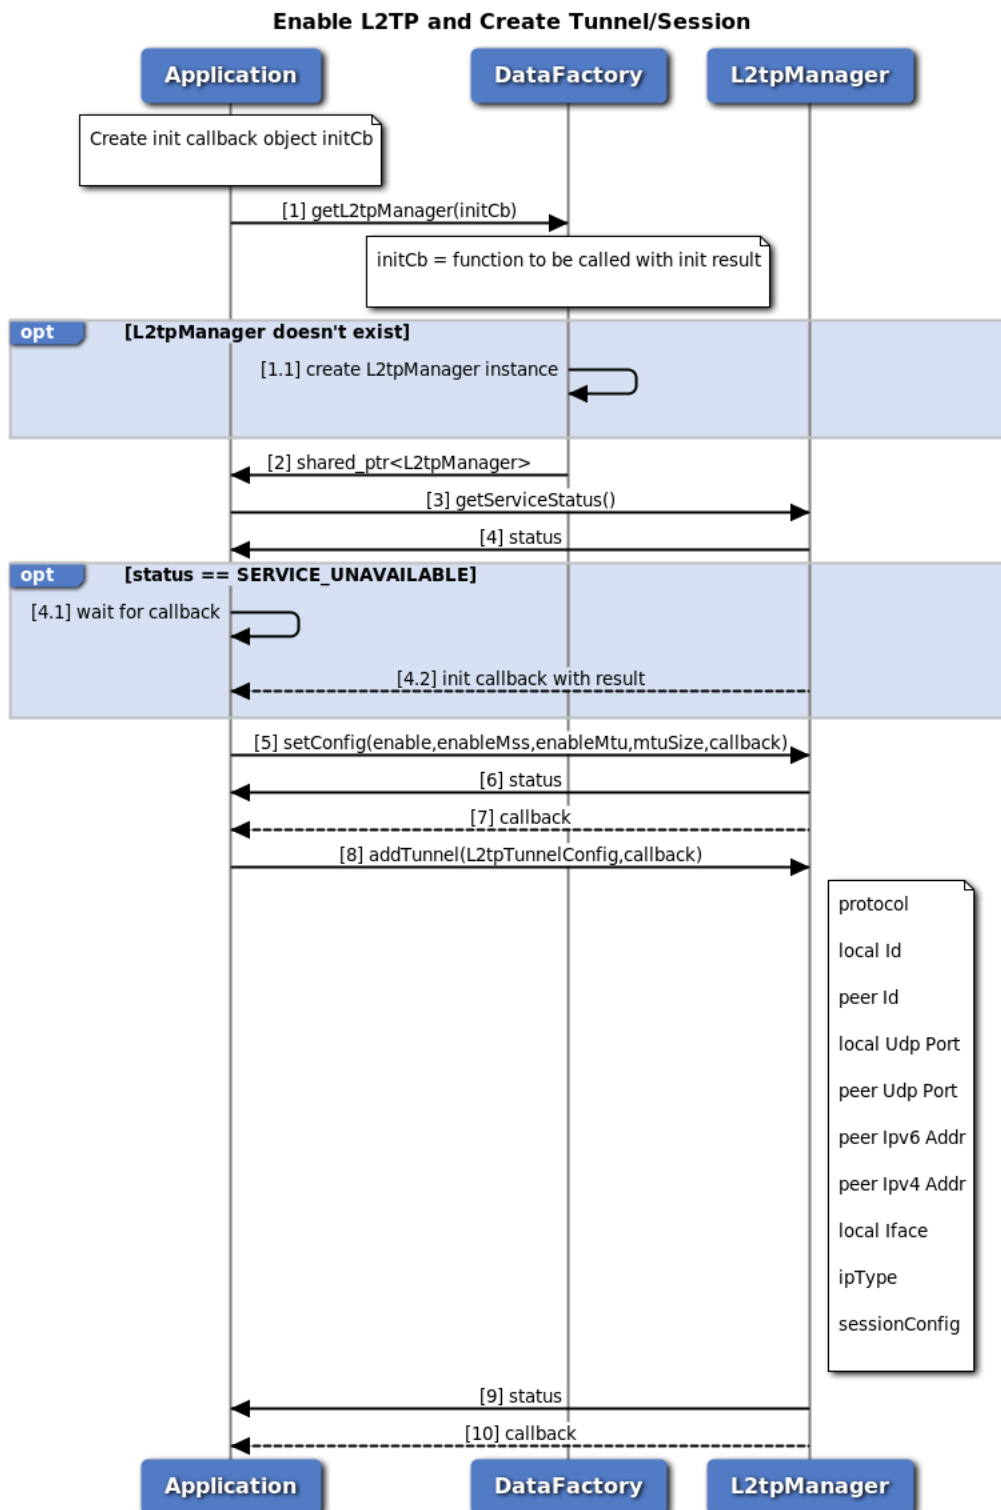 Enable L2TP and Create Tunnel/Session
Application
DataFactory
L2tpManager
Create init callback object initCb
[1] getL2tpManager(initCb)
initCb = function to be called with init result
opt
[L2tpManager doesn't exist]
[1.1] create L2tpManager instance
[2] shared_ptr<L2tpManager>
[3] getServiceStatus()
[4] status
opt
[status == SERVICE_UNAVAILABLE]
[4.1] wait for callback
[4.2] init callback with result
[5] setConfig(enable,enableMss,enableMtu,mtuSize,callback)
[6] status
[7] callback
[8] addTunnel(L2tpTunnelConfig,callback)
protocol
local Id
peer Id
local Udp Port
peer Udp Port
peer Ipv6 Addr
peer Ipv4 Addr
local Iface
ipType
sessionConfig
[9] status
[10] callback
Application
DataFactory
L2tpManager